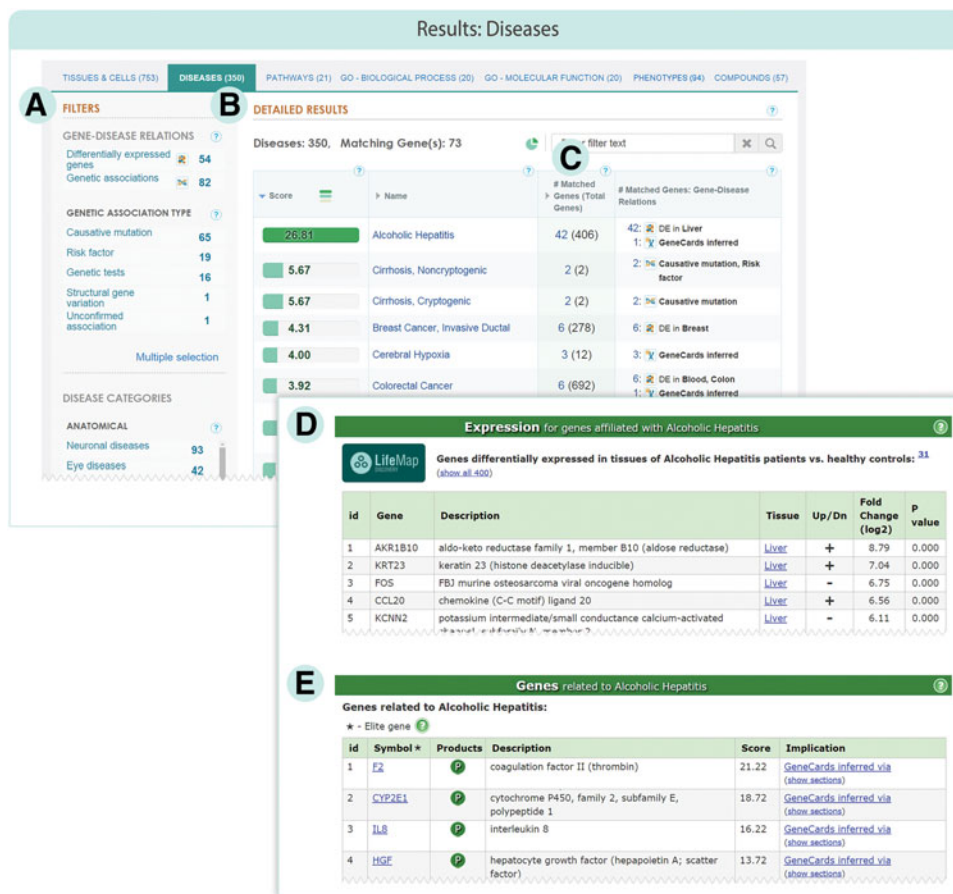 Results: Diseases
TISSUES & CELLS (753) DISEASES (350) PATHWAYS (21) GO - BIOLOGICAL PROCESS (20) GO - MOLECULAR FUNCTION (20) PHENOTYPES (94) COMPOUNDS (57)
A
FILTERS
GENE-DISEASE RELATIONS ?
Differentially expressed genes 54
Genetic associations 82
GENETIC ASSOCIATION TYPE ?
Causative mutation 65
Risk factor 19
Genetic tests 16
Structural gene variation 1
Unconfirmed association 1
Multiple selection
DISEASE CATEGORIES
ANATOMICAL ?
Neuronal diseases 93
Eye diseases 42
B
DETAILED RESULTS ?
Diseases: 350, Matching Gene(s): 73
filter text
C
Score Name # Matched Genes (Total Genes) # Matched Genes: Gene-Disease Relations
26.81 Alcoholic Hepatitis 42 (406) 42: DE in Liver
1: GeneCards inferred
5.67 Cirrhosis, Noncryptogenic 2 (2) 2: Causative mutation, Risk factor
5.67 Cirrhosis, Cryptogenic 2 (2) 2: Causative mutation
4.31 Breast Cancer, Invasive Ductal 6 (278) 6: DE in Breast
4.00 Cerebral Hypoxia 3 (12) 3: GeneCards inferred
3.92 Colorectal Cancer 6 (692) 6: DE in Blood, Colon
1: GeneCards inferred
D
Expression for genes affiliated with Alcoholic Hepatitis ?
LifeMap
DISCOVERY
Genes differentially expressed in tissues of Alcoholic Hepatitis patients vs. healthy controls: 31
(show all 400)
id Gene Description Tissue Up/Dn Fold Change (log2) P value
1 AKR1B10 aldo-keto reductase family 1, member B10 (aldose reductase) Liver + 8.79 0.000
2 KRT23 keratin 23 (histone deacetylase inducible) Liver + 7.04 0.000
3 FOS FBJ murine osteosarcoma viral oncogene homolog Liver - 6.75 0.000
4 CCL20 chemokine (C-C motif) ligand 20 Liver + 6.56 0.000
5 KCNN2 potassium intermediate/small conductance calcium-activated Liver - 6.11 0.000
channel, subfamily N, member 2
E
Genes related to Alcoholic Hepatitis ?
Genes related to Alcoholic Hepatitis:
★ - Elite gene ?
id Symbol★ Products Description Score Implication
1 F2 P coagulation factor II (thrombin) 21.22 GeneCards inferred via
(show sections)
2 CYP2E1 P cytochrome P450, family 2, subfamily E, polypeptide 1 18.72 GeneCards inferred via
(show sections)
3 IL8 P interleukin 8 16.22 GeneCards inferred via
(show sections)
4 HGF P hepatocyte growth factor (hepapoietin A; scatter factor) 13.72 GeneCards inferred via
(show sections)